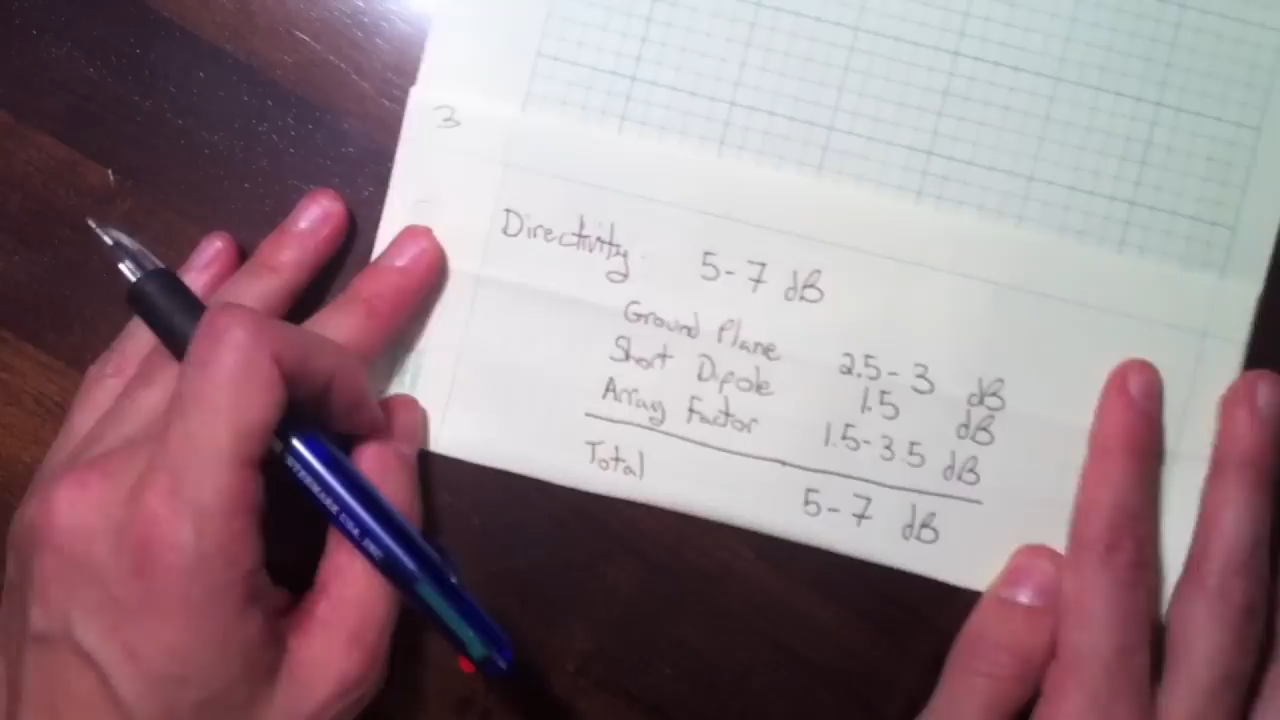 3
Directivity 5-7 dB
Ground Plane 2.5-3 dB
Short Dipole 1.5 dB
Array Factor 1.5-3.5 dB
Total 5-7 dB